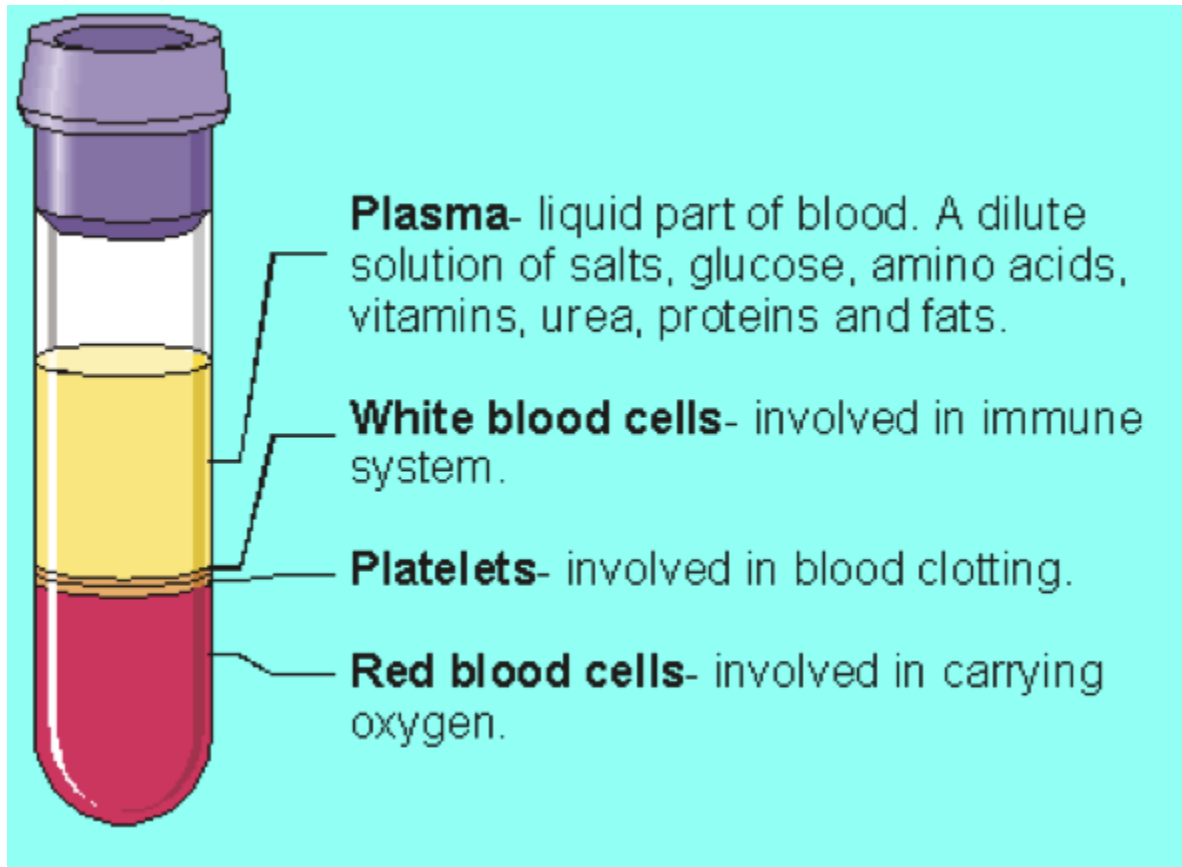 Plasma- liquid part of blood. A dilute
solution of salts, glucose, amino acids,
vitamins, urea, proteins and fats.
White blood cells- involved in immune
system.
Platelets- involved in blood clotting.
Red blood cells- involved in carrying
oxygen.